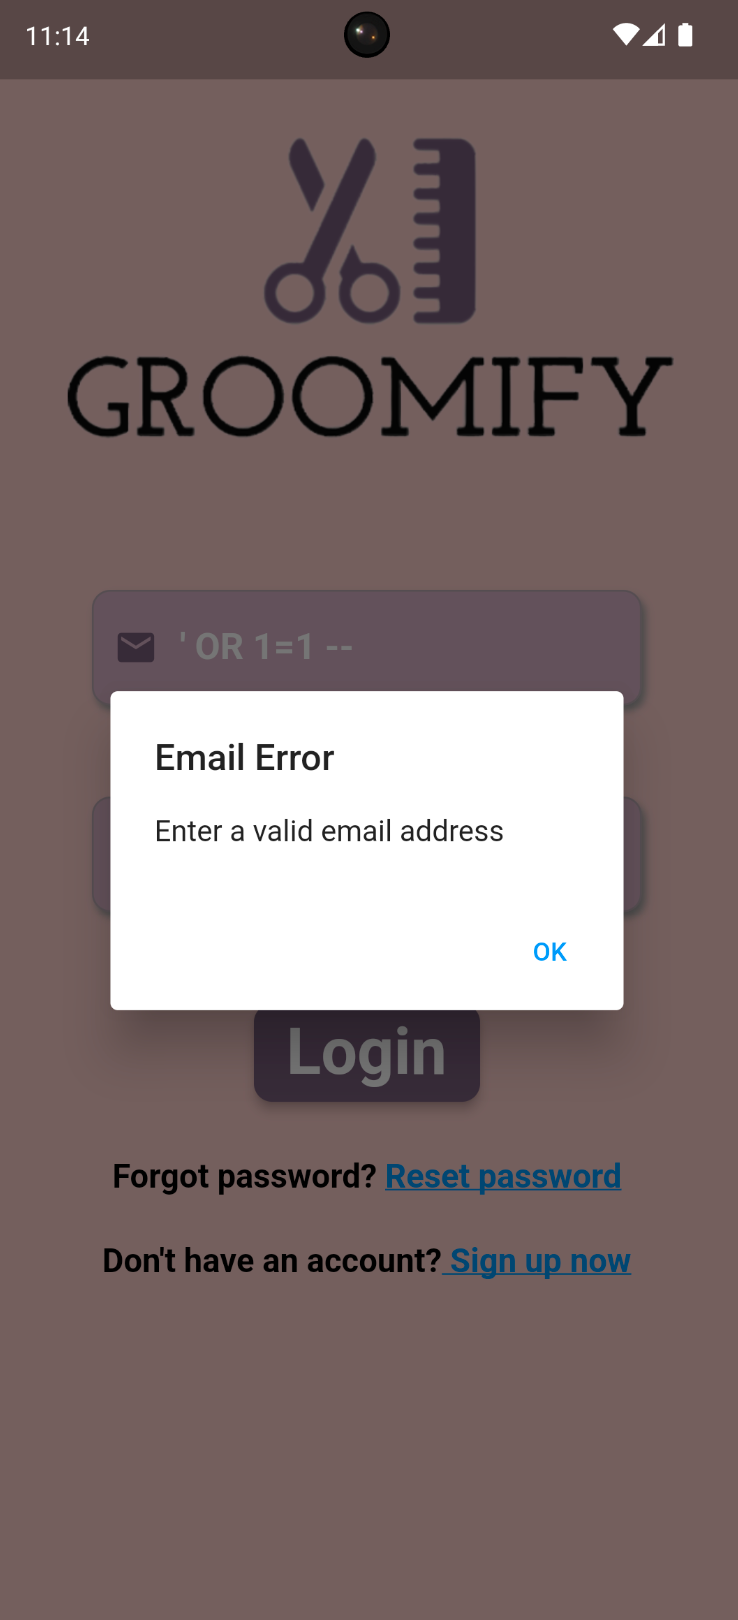 11:14
GROOMIFY
' OR 1=1 --
Email Error
Enter a valid email address
OK
Login
Forgot password? Reset password
Don't have an account? Sign up now